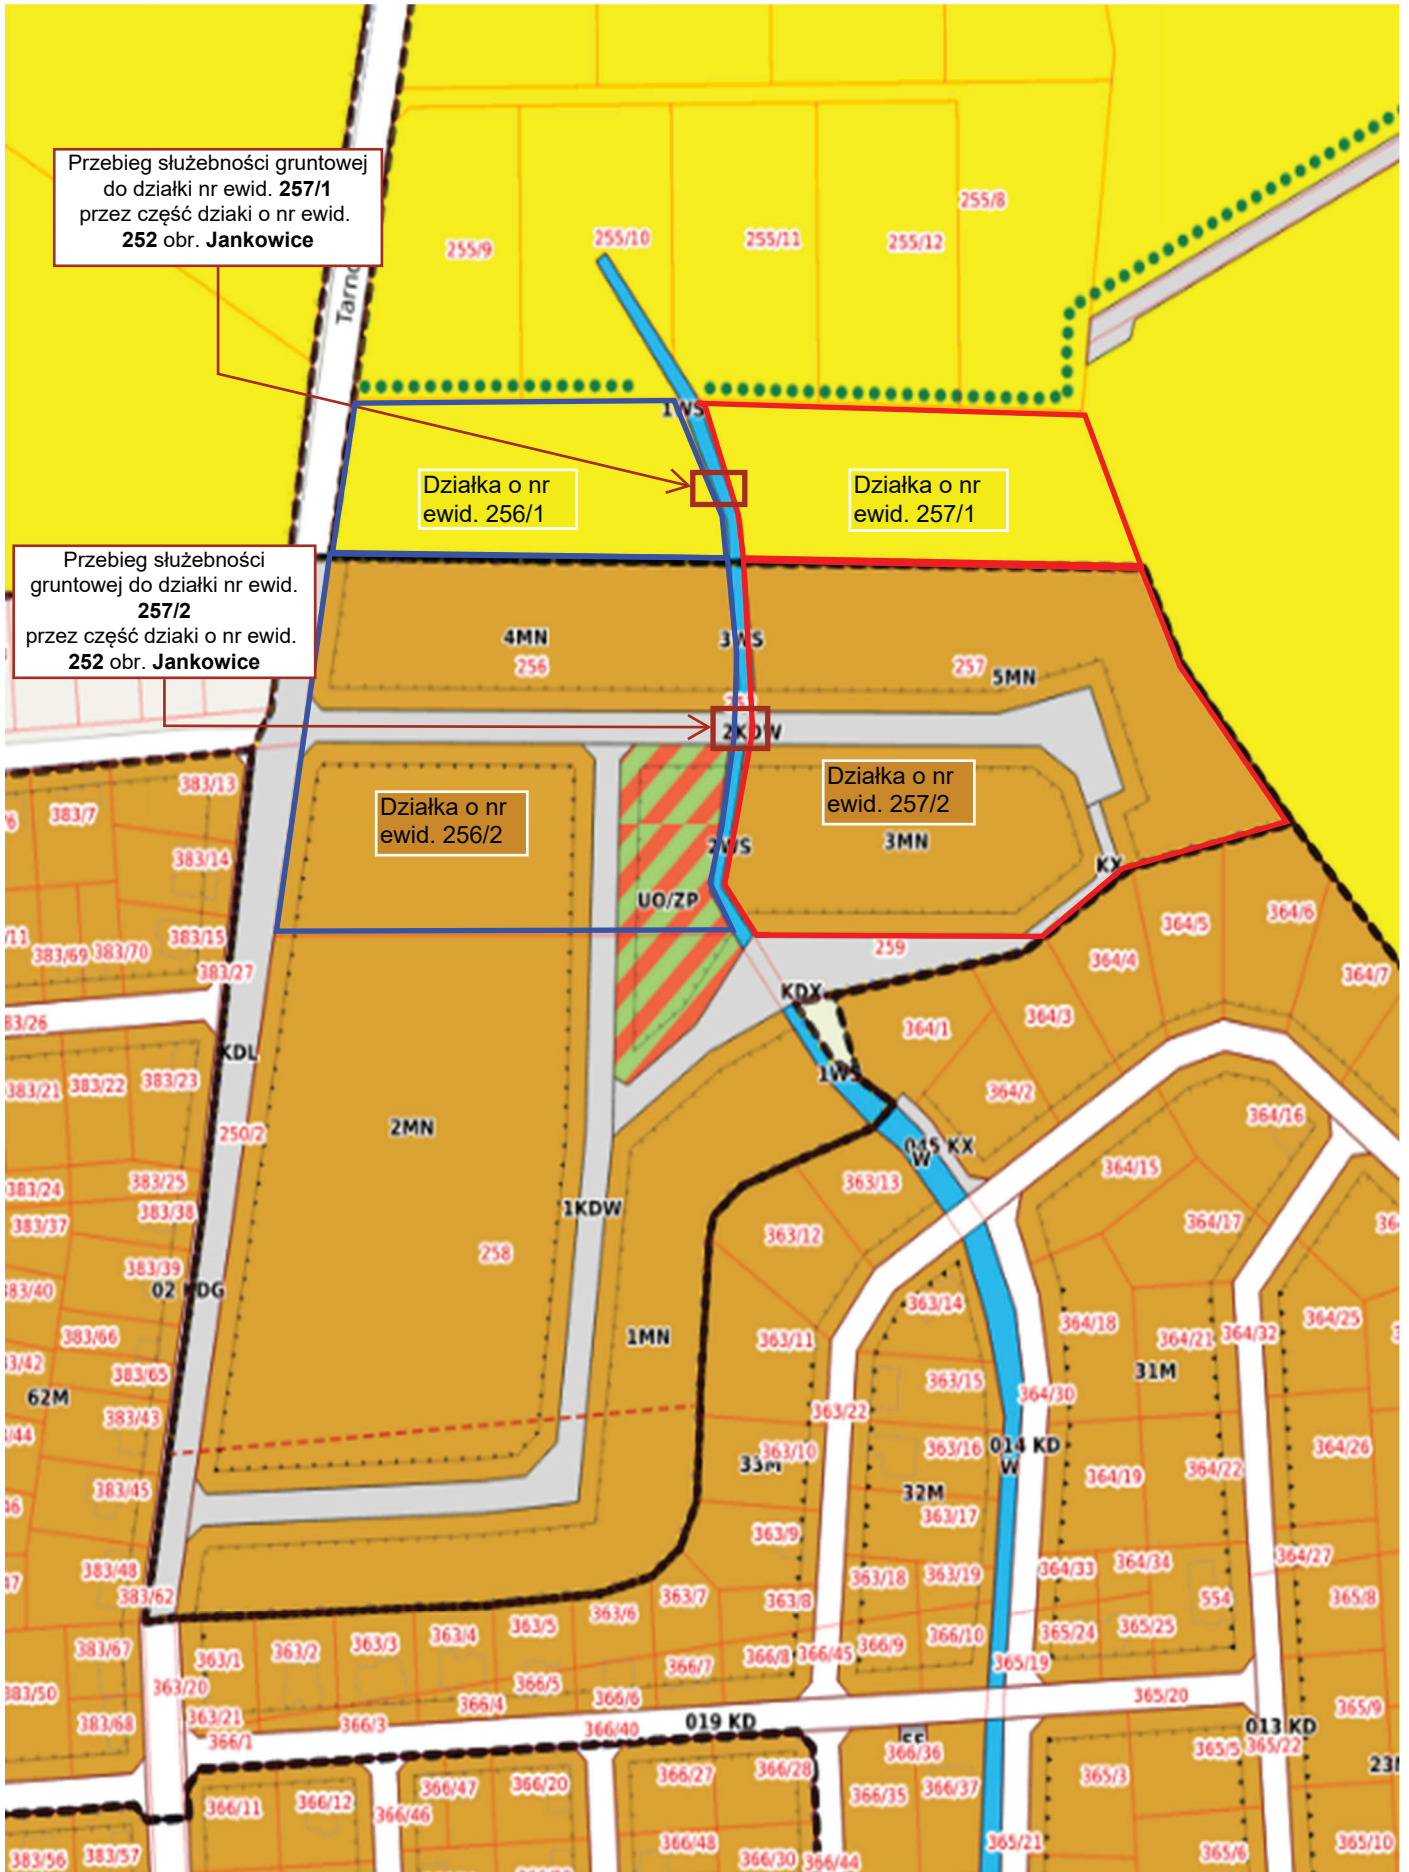 255/8
Przebieg służebności gruntowej
do działki nr ewid. 257/1
przez część dziaki o nr ewid.
252 obr. Jankowice
255/9
255/10
255/11
255/12
1WS
Działka o nr
ewid. 256/1
Działka o nr
ewid. 257/1
Przebieg służebności
gruntowej do działki nr ewid.
257/2
przez część dziaki o nr ewid.
252 obr. Jankowice
4MN
256
3WS
257
5MN
2KDW
383/13
383/7
383/14
Działka o nr
ewid. 256/2
Działka o nr
ewid. 257/2
2WS
3MN
KX
UO/ZP
364/5
364/6
383/69
383/70
383/15
383/27
259
364/4
364/7
KDX
364/1
364/3
KDL
1WS
364/2
383/21
383/22
383/23
250/2
2MN
364/16
045 KX
W
364/15
383/24
383/25
363/13
383/37
383/38
1KDW
363/12
364/17
258
383/39
02 KDG
363/14
383/66
1MN
363/11
364/18
364/21
364/32
364/25
383/65
31M
62M
363/15
364/30
383/43
363/22
33M
363/10
363/16
014 KD
W
364/19
364/22
364/26
383/45
32M
363/17
363/9
383/48
364/27
383/62
363/7
363/8
363/18
363/19
364/33
364/34
554
365/8
363/6
363/5
363/4
363/3
363/2
363/1
383/67
366/8
366/45
366/9
366/10
365/24
365/25
365/19
366/7
383/50
363/20
366/5
366/6
366/4
365/20
365/9
383/68
363/21
366/1
366/3
366/40
019 KD
013 KD
365/22
365/5
366/36
366/47
366/20
366/27
366/28
366/35
366/37
365/3
366/11
366/12
366/46
366/48
365/21
365/6
365/10
383/56
383/57
366/30
366/44